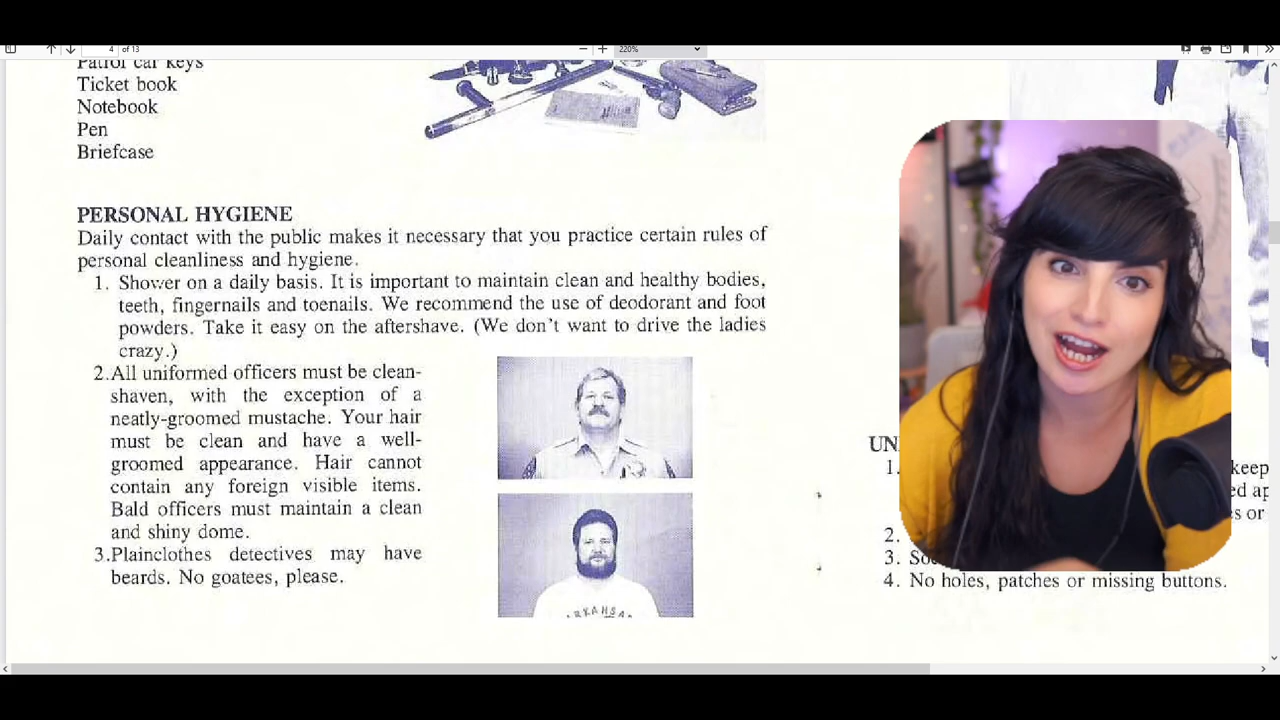 4 of 13
220%
Patrol car keys
Ticket book
Notebook
Pen
Briefcase
PERSONAL HYGIENE
Daily contact with the public makes it necessary that you practice certain rules of
personal cleanliness and hygiene.
1. Shower on a daily basis. It is important to maintain clean and healthy bodies,
teeth, fingernails and toenails. We recommend the use of deodorant and foot
powders. Take it easy on the aftershave. (We don't want to drive the ladies
crazy.)
2.All uniformed officers must be clean-
shaven, with the exception of a
neatly-groomed mustache. Your hair
must be clean and have a well-
groomed appearance. Hair cannot
contain any foreign visible items.
Bald officers must maintain a clean
and shiny dome.
3.Plainclothes detectives may have
beards. No goatees, please.
ARKANSA
UN
1. keep
ed ap
es or
2.
3. So
4. No holes, patches or missing buttons.